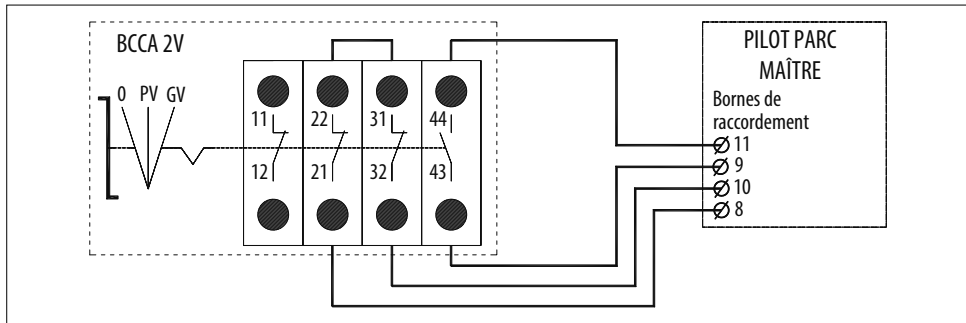 BCCA 2V
0 PV GV
11 22 31 44
12 21 32 43
PILOT PARC
MAÎTRE
Bornes de
raccordement
11
9
10
8